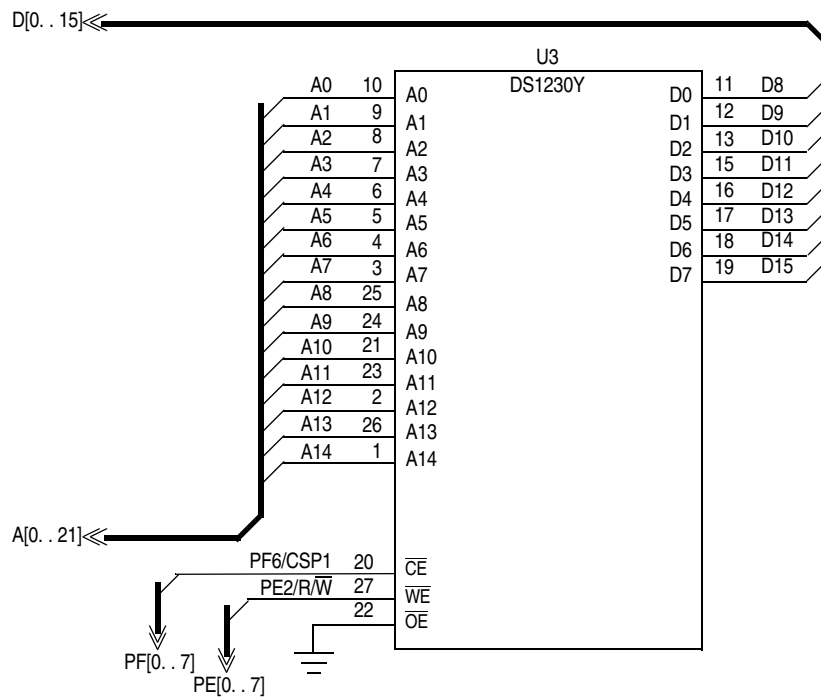 D[0. . 15]
U3
DS1230Y
A0 10 A0 D0 11 D8
A1 9 A1 D1 12 D9
A2 8 A2 D2 13 D10
A3 7 A3 D3 15 D11
A4 6 A4 D4 16 D12
A5 5 A5 D5 17 D13
A6 4 A6 D6 18 D14
A7 3 A7 D7 19 D15
A8 25 A8
A9 24 A9
A10 21 A10
A11 23 A11
A12 2 A12
A13 26 A13
A14 1 A14
A[0. . 21]
PF6/CSP1 20 C̅E̅
PE2/R/W̅ 27 W̅E̅
22 O̅E̅
PF[0. . 7]
PE[0. . 7]